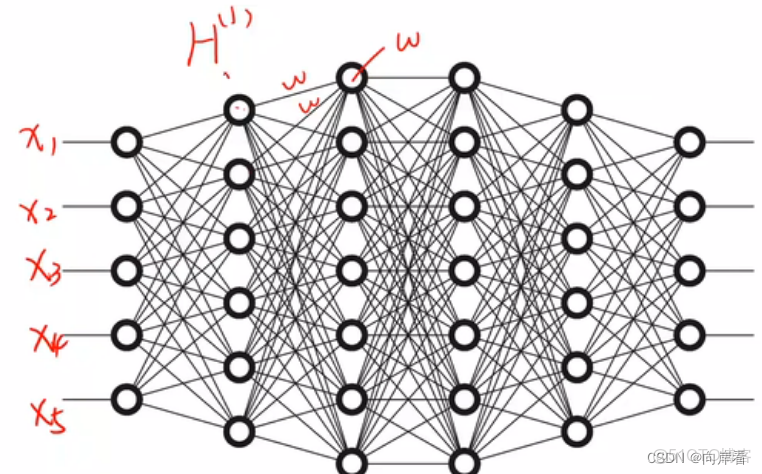 H⁽¹⁾
w
w
w
x₁
x₂
x₃
x₄
x₅
CSDN @向岸看